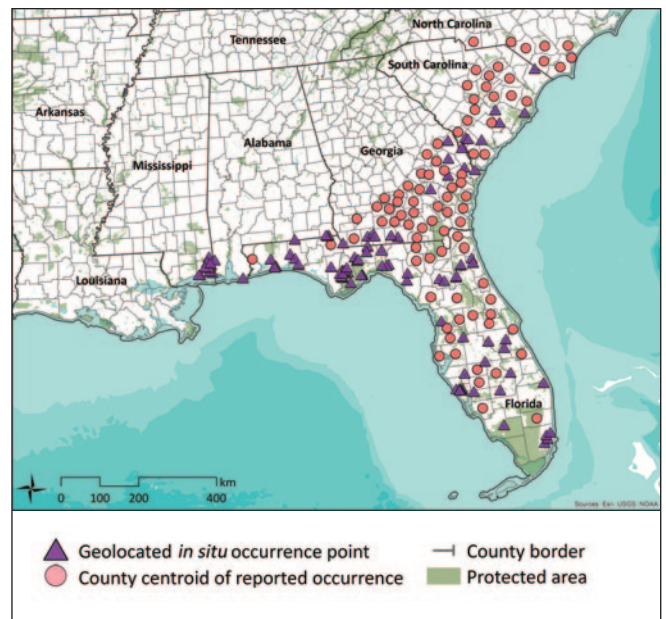 North Carolina
Tennessee
South Carolina
Arkansas
Alabama
Georgia
Mississippi
Louisiana
Florida
km
0 100 200 400
Sources: Esri USGS NOAA
Geolocated in situ occurrence point
County border
County centroid of reported occurrence
Protected area